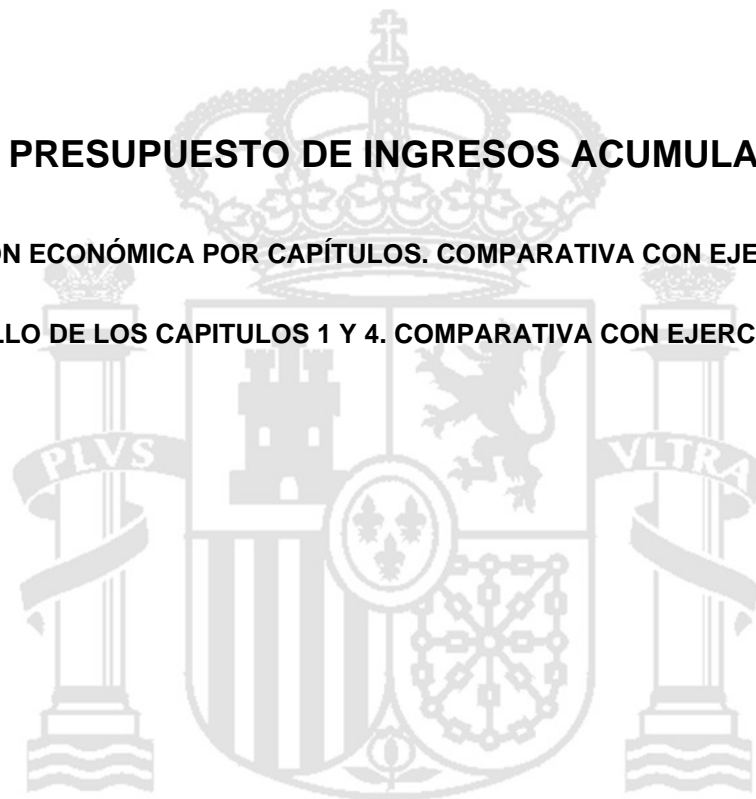 PRESUPUESTO DE INGRESOS ACUMULA
ÓN ECONÓMICA POR CAPÍTULOS. COMPARATIVA CON EJE
LLO DE LOS CAPITULOS 1 Y 4. COMPARATIVA CON EJERC
PLVS
VLTRA